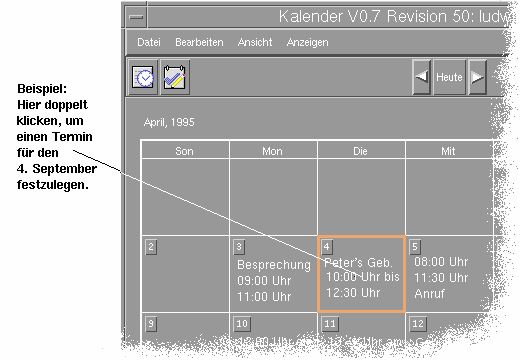 Kalender V0.7 Revision 50: ludw
Datei Bearbeiten Ansicht Anzeigen
Heute
Beispiel:
Hier doppelt
klicken, um
einen Termin
für den
4. September
festzulegen.
April, 1995
Son Mon Die Mit
2 3 4 5
Besprechung
09:00 Uhr
11:00 Uhr
Peter's Geb.
10:00 Uhr bis
12:30 Uhr
08:00 Uhr
11:30 Uhr
Anruf
9 10 11 12